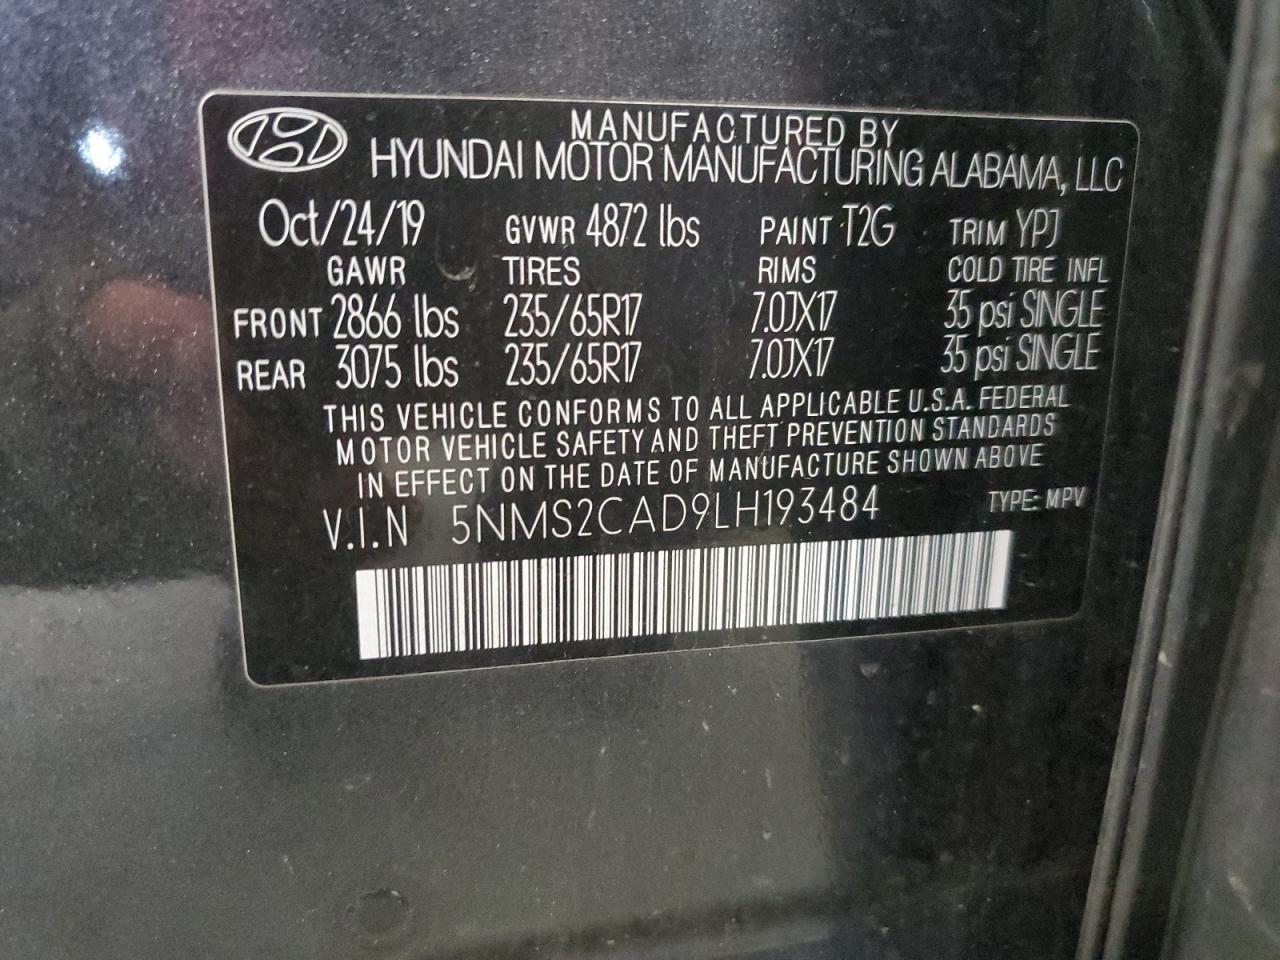 MANUFACTURED BY
HYUNDAI MOTOR MANUFACTURING ALABAMA, LLC
Oct/24/19 GVWR 4872 lbs PAINT T2G TRIM YPJ
GAWR TIRES RIMS COLD TIRE INFL
FRONT 2866 lbs 235/65R17 7.0JX17 35 psi SINGLE
REAR 3075 lbs 235/65R17 7.0JX17 35 psi SINGLE
THIS VEHICLE CONFORMS TO ALL APPLICABLE U.S.A. FEDERAL
MOTOR VEHICLE SAFETY AND THEFT PREVENTION STANDARDS
IN EFFECT ON THE DATE OF MANUFACTURE SHOWN ABOVE
V.I.N 5NMS2CAD9LH193484 TYPE: MPV